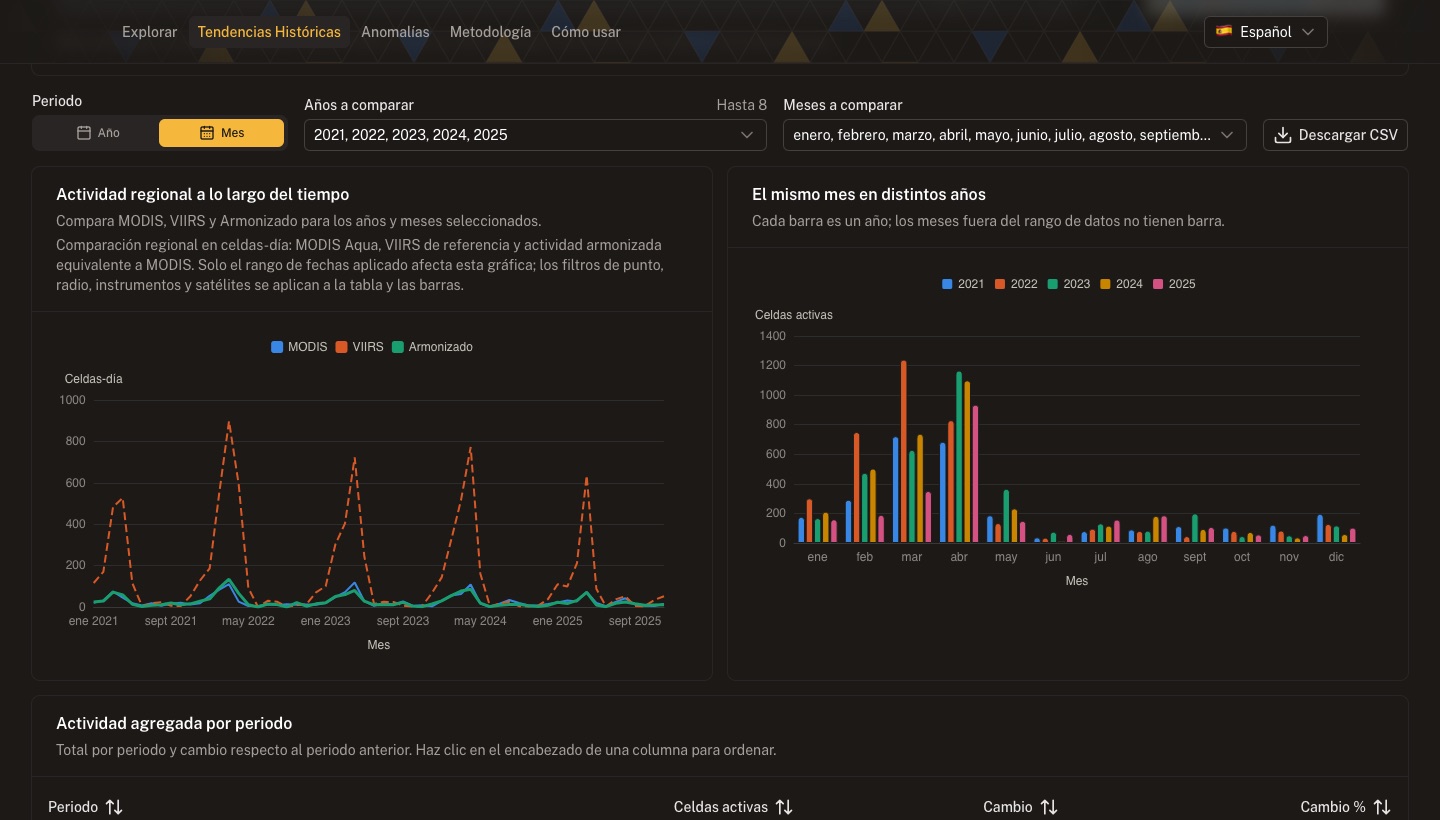 Explorar
Tendencias Históricas
Anomalías
Metodología
Cómo usar
Español
Periodo
Año
Mes
Años a comparar
Hasta 8
2021, 2022, 2023, 2024, 2025
Meses a comparar
enero, febrero, marzo, abril, mayo, junio, julio, agosto, septiemb...
Descargar CSV
Actividad regional a lo largo del tiempo
Compara MODIS, VIIRS y Armonizado para los años y meses seleccionados.
Comparación regional en celdas-día: MODIS Aqua, VIIRS de referencia y actividad armonizada
equivalente a MODIS. Solo el rango de fechas aplicado afecta esta gráfica; los filtros de punto,
radio, instrumentos y satélites se aplican a la tabla y las barras.
MODIS VIIRS Armonizado
Celdas-día
1000
800
600
400
200
0
ene 2021 sept 2021 may 2022 ene 2023 sept 2023 may 2024 ene 2025 sept 2025
Mes
El mismo mes en distintos años
Cada barra es un año; los meses fuera del rango de datos no tienen barra.
2021 2022 2023 2024 2025
Celdas activas
1400
1200
1000
800
600
400
200
0
ene feb mar abr may jun jul ago sept oct nov dic
Mes
Actividad agregada por periodo
Total por periodo y cambio respecto al periodo anterior. Haz clic en el encabezado de una columna para ordenar.
Periodo
Celdas activas
Cambio
Cambio %